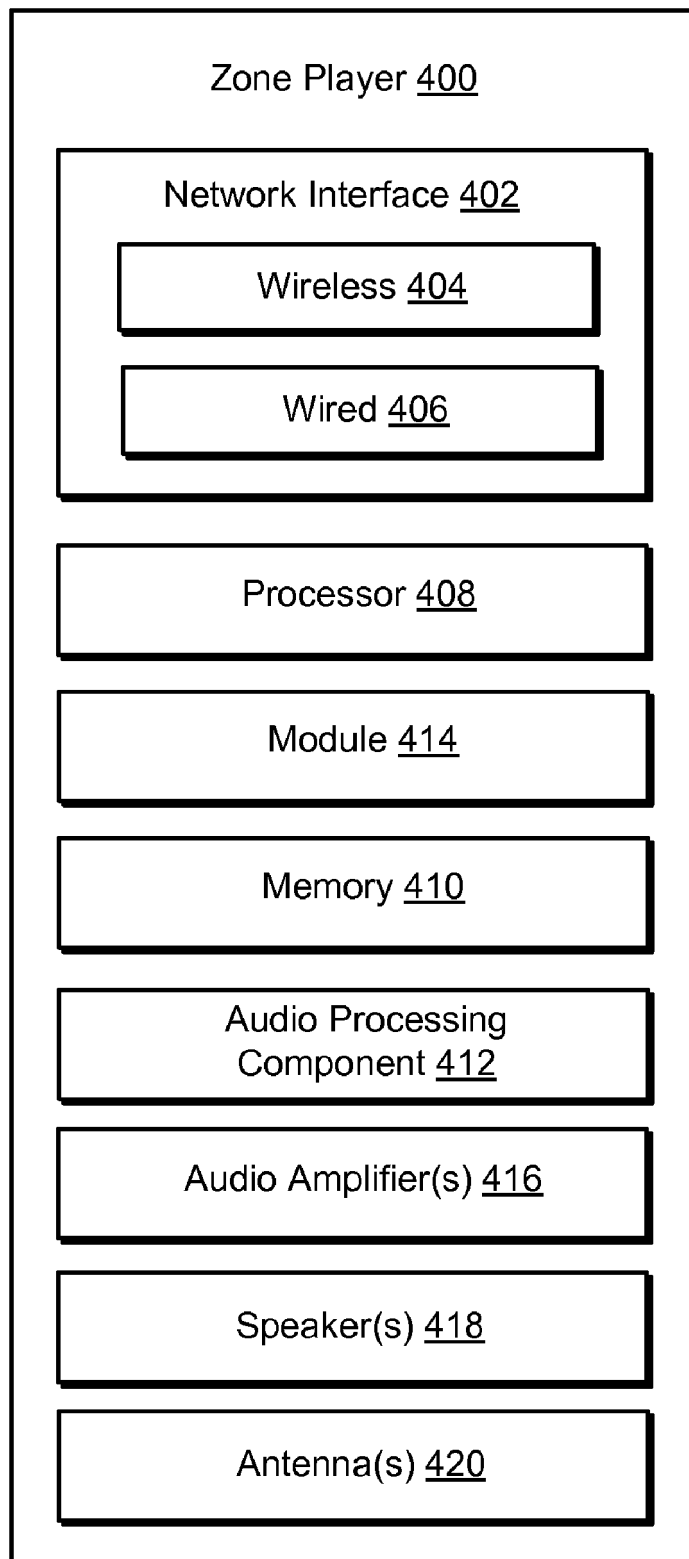 Zone Player 400
Network Interface 402
Wireless 404
Wired 406
Processor 408
Module 414
Memory 410
Audio Processing
Component 412
Audio Amplifier(s) 416
Speaker(s) 418
Antenna(s) 420